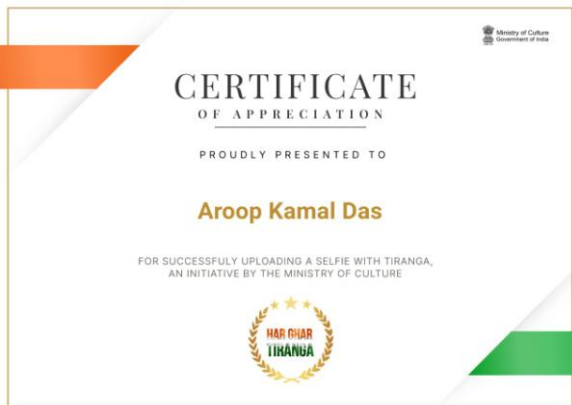 Ministry of Culture
Government of India
CERTIFICATE
OF APPRECIATION
PROUDLY PRESENTED TO
Aroop Kamal Das
FOR SUCCESSFULY UPLOADING A SELFIE WITH TIRANGA,
AN INITIATIVE BY THE MINISTRY OF CULTURE
HAR GHAR
TIRANGA